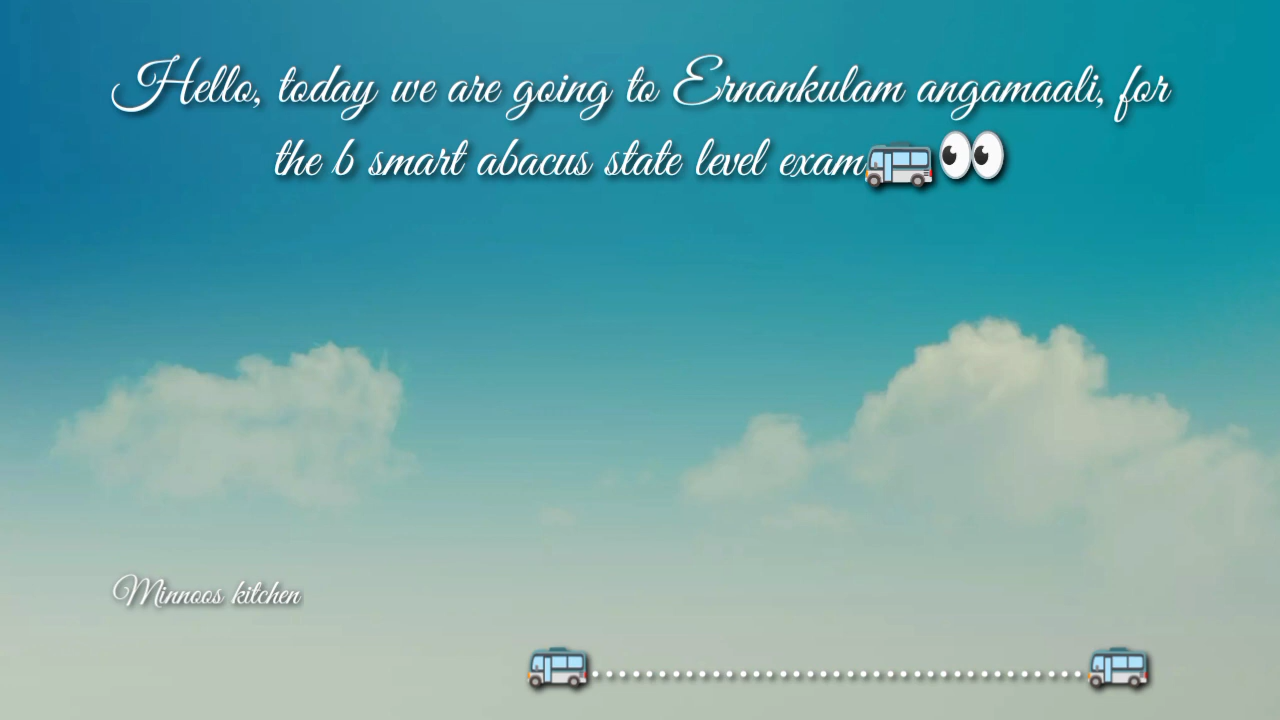 Hello, today we are going to Ernankulam angamaali, for
the b smart abacus state level exam🚌👀
Minnoos kitchen
🚌.........................................🚌